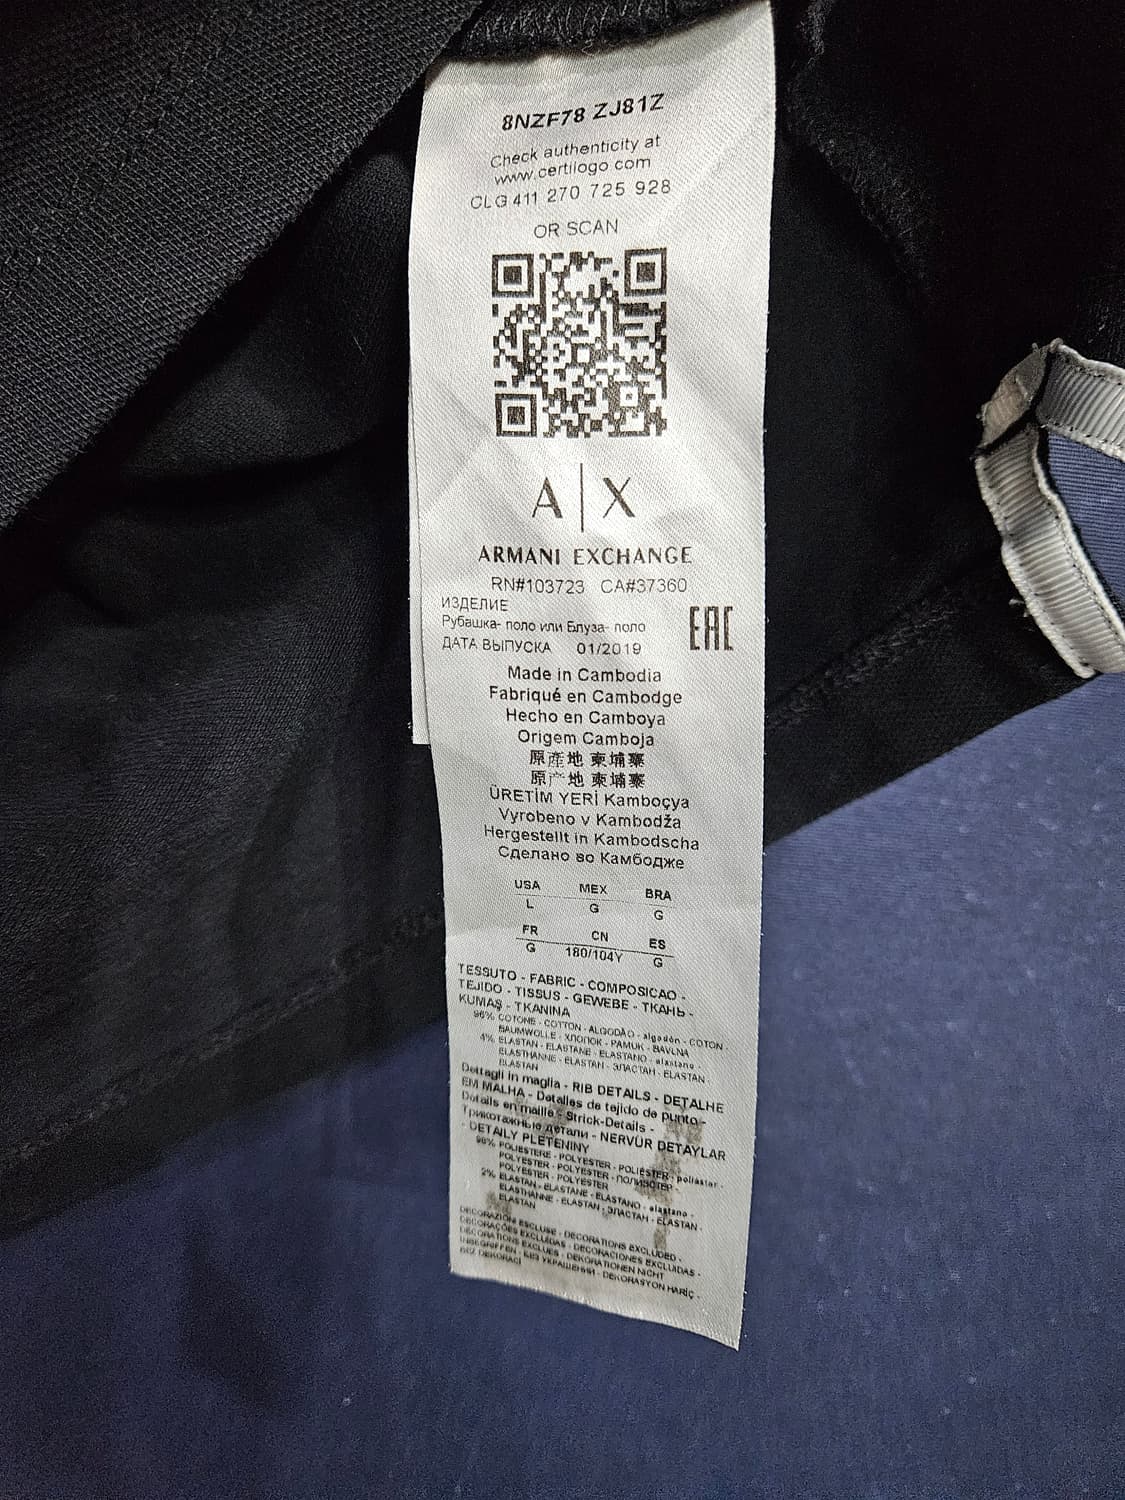 8NZF78 ZJ81Z
Check authenticity at
www.certilogo.com
CLG 411 270 725 928
OR SCAN
A|X
ARMANI EXCHANGE
RN#103723 CA#37360
ИЗДЕЛИЕ
Рубашка- поло или Блуза- поло
ДАТА ВЫПУСКА 01/2019
EAC
Made in Cambodia
Fabriqué en Cambodge
Hecho en Camboya
Origem Camboja
原產地 柬埔寨
原产地 柬埔寨
ÜRETİM YERİ Kamboçya
Vyrobeno v Kambodža
Hergestellt in Kambodscha
Сделано во Камбодже
USA MEX BRA
L G G
FR CN ES
G 180/104Y G
TESSUTO - FABRIC - COMPOSICAO -
TEJIDO - TISSUS - GEWEBE - ТКАНЬ -
KUMAŞ - TKANINA
96% COTONE - COTTON - ALGODÃO - algodón - COTON -
BAUMWOLLE - ХЛОПОК - PAMUK - BAVLNA
4% ELASTAN - ELASTANE - ELASTANO - elastano -
ELASTHANNE - ELASTAN - ЭЛАСТАН - ELASTAN -
ELASTAN
Dettagli in maglia - RIB DETAILS - DETALHE
EM MALHA - Detalles de tejido de punto -
Détails en maille - Strick-Details -
Трикотажные детали - NERVÜR DETAYLAR
- DETAILY PLETENINY
98% POLIESTERE - POLYESTER - POLIÉSTER - poliéster -
POLYESTER - POLYESTER - ПОЛИЭСТЕР
POLYESTER - POLYESTER
2% ELASTAN - ELASTANE - ELASTANO - elastano -
ELASTHANNE - ELASTAN - ЭЛАСТАН - ELASTAN -
ELASTAN
DECORAZIONI ESCLUSE - DECORATIONS EXCLUDED -
DECORAÇÕES EXCLUÍDAS - DECORACIONES EXCLUIDAS -
DECORATIONS EXCLUES - DEKORATIONEN NICHT
INBEGRIFFEN - БЕЗ УКРАШЕНИЙ - DEKORASYON HARİÇ -
BEZ DEKORACÍ